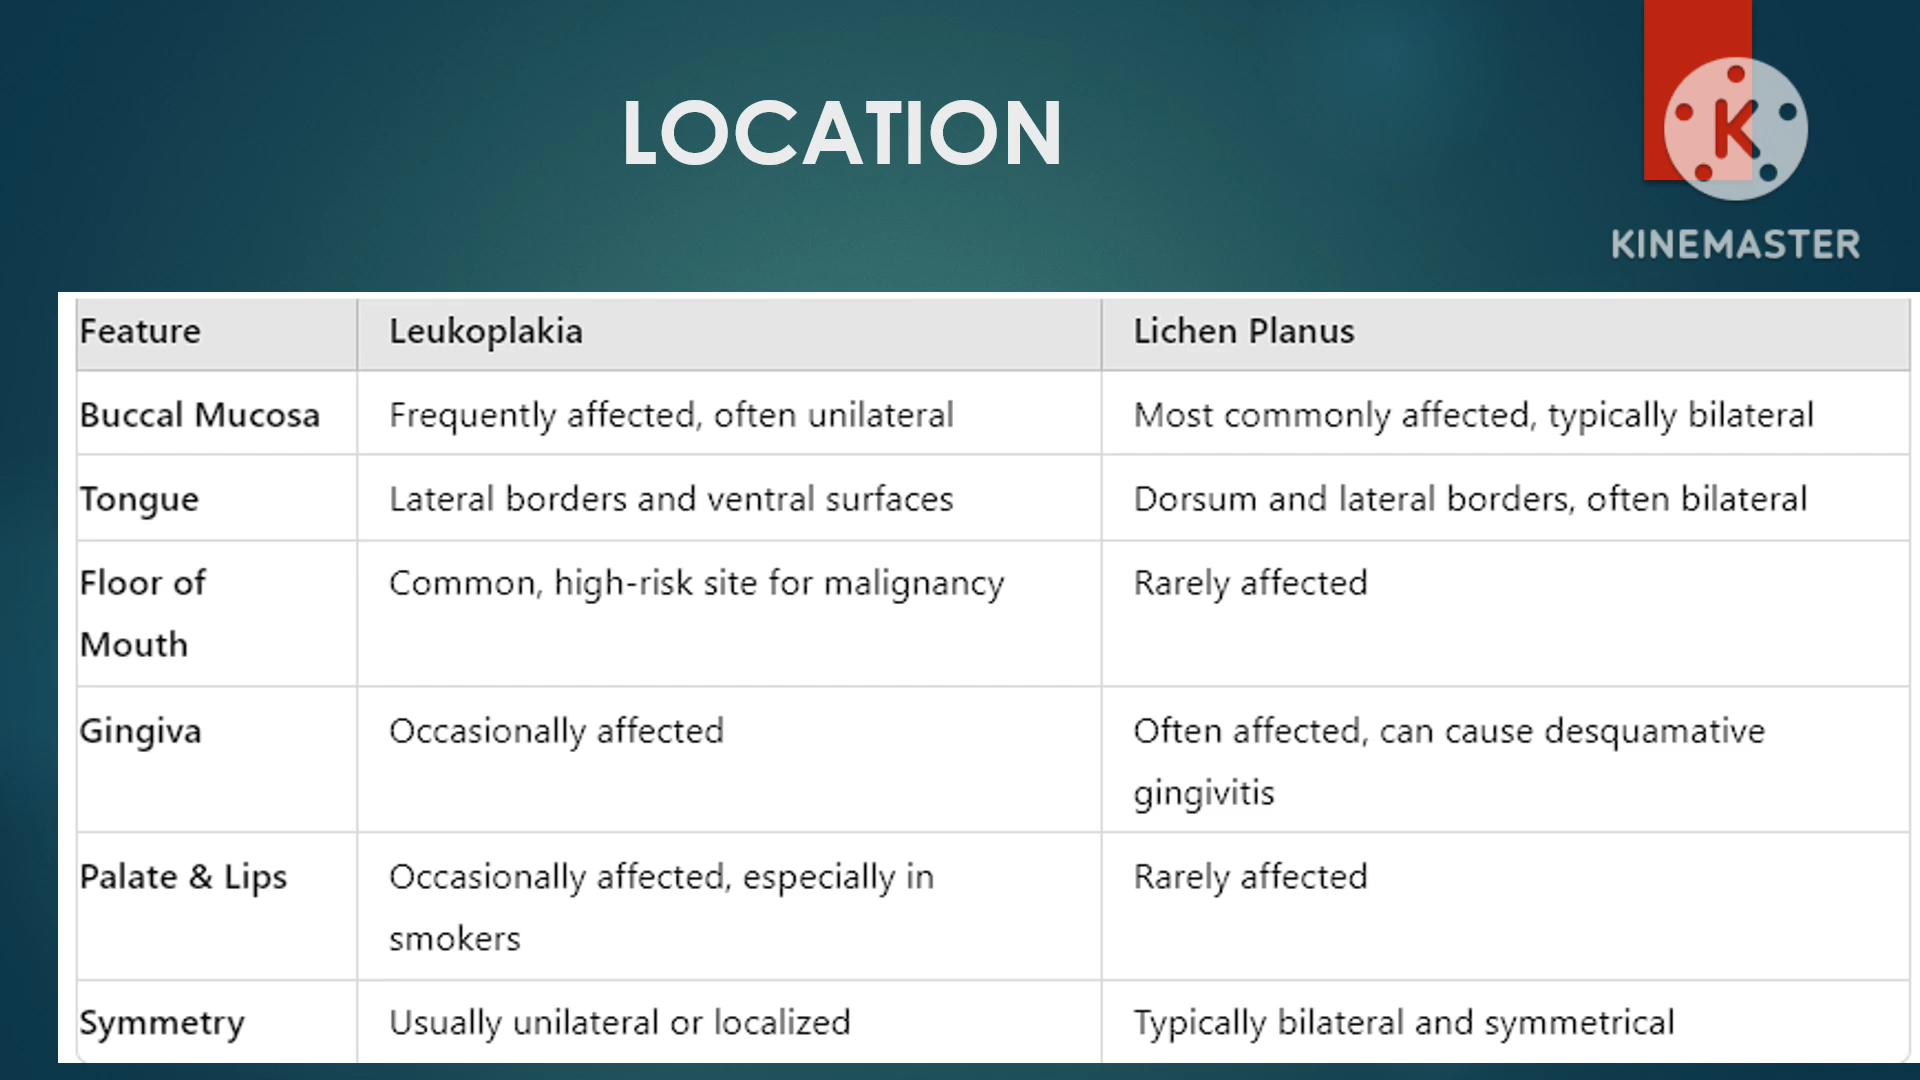 LOCATION
K
KINEMASTER
Feature Leukoplakia Lichen Planus
Buccal Mucosa Frequently affected, often unilateral Most commonly affected, typically bilateral
Tongue Lateral borders and ventral surfaces Dorsum and lateral borders, often bilateral
Floor of Common, high-risk site for malignancy Rarely affected
Mouth
Gingiva Occasionally affected Often affected, can cause desquamative
gingivitis
Palate & Lips Occasionally affected, especially in Rarely affected
smokers
Symmetry Usually unilateral or localized Typically bilateral and symmetrical